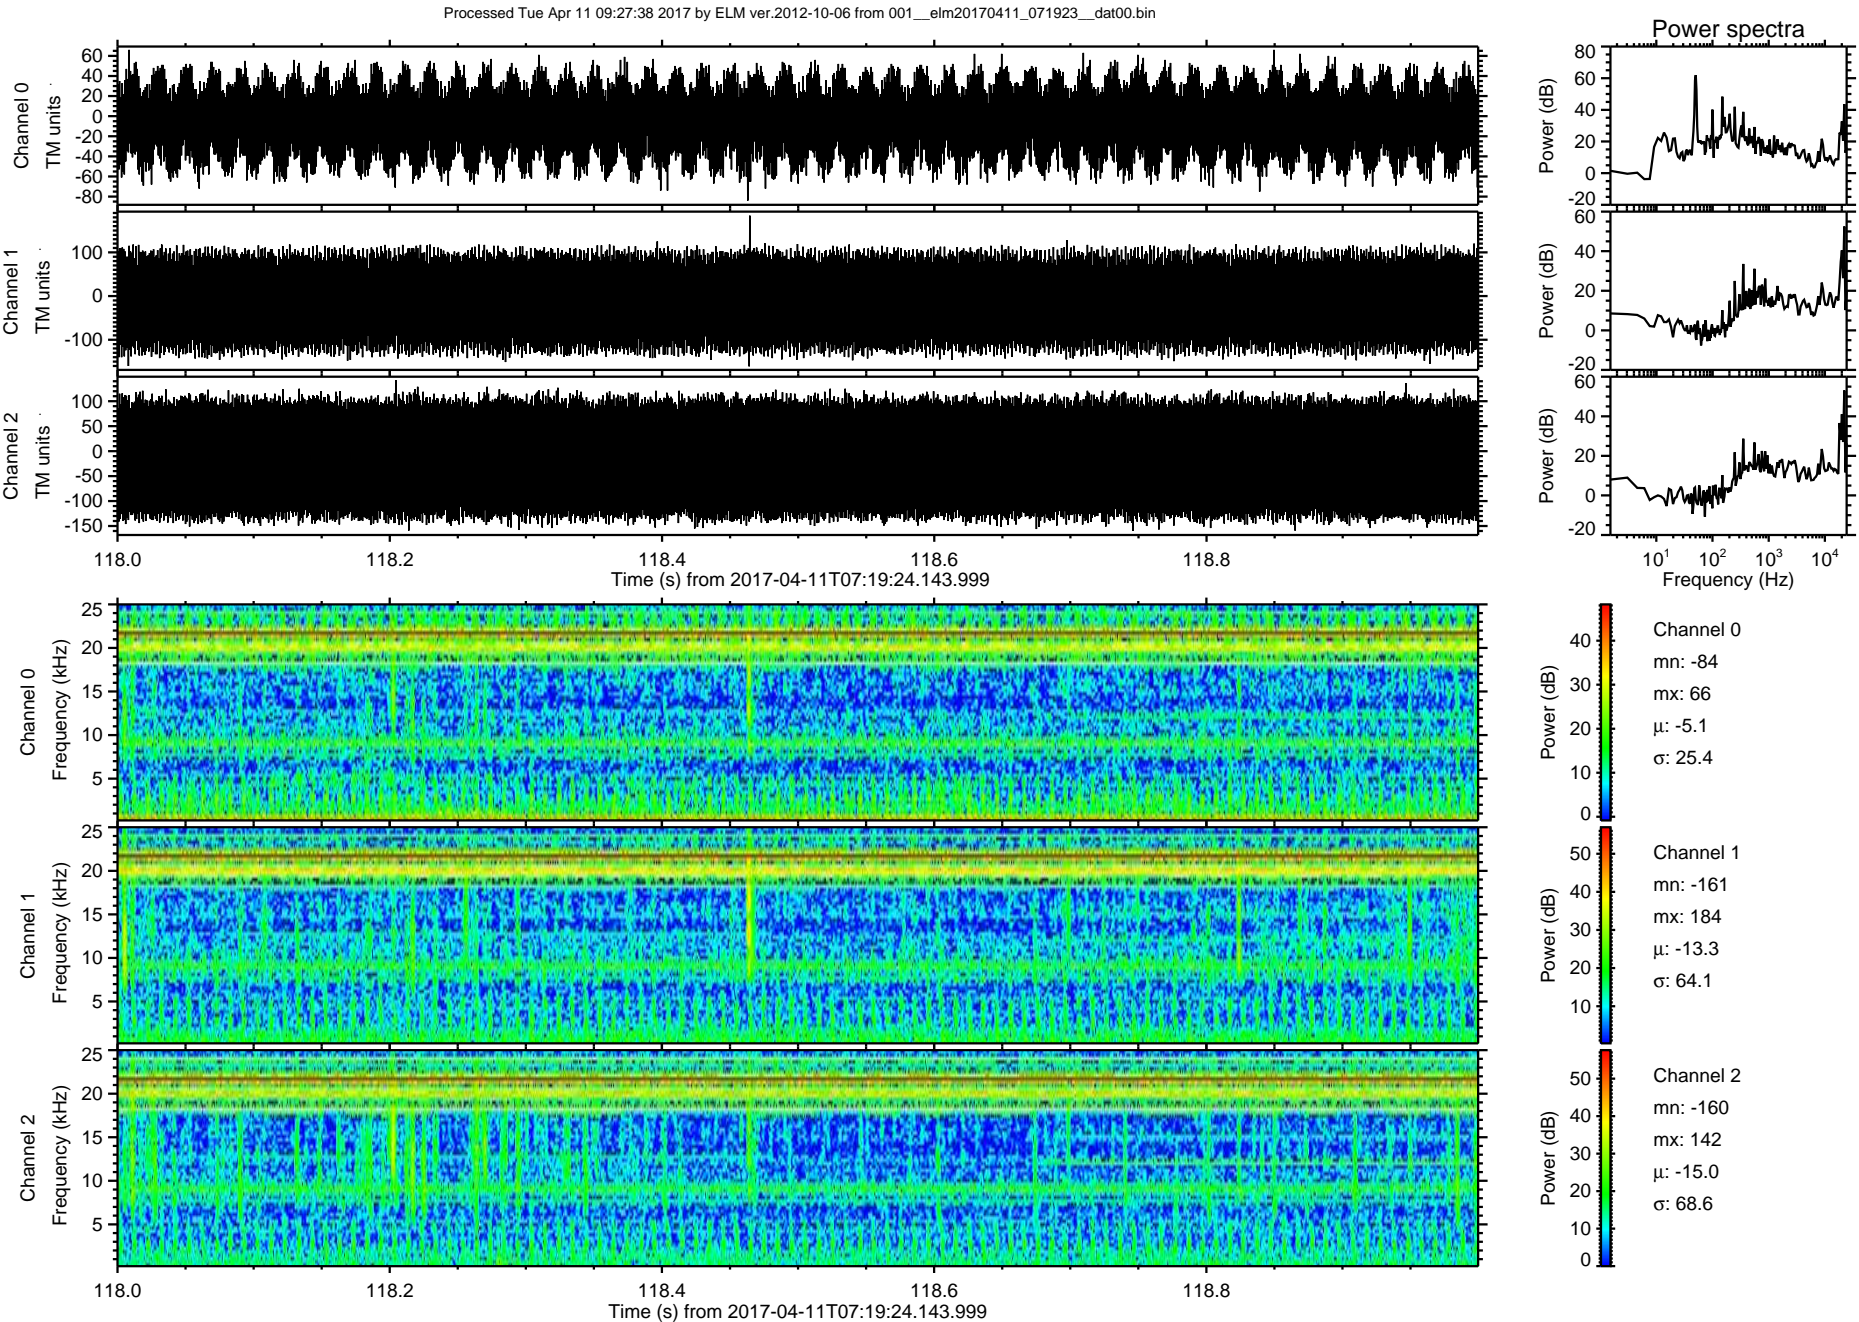 Processed Tue Apr 11 09:27:38 2017 by ELM ver.2012-10-06 from 001__elm20170411_071923__dat00.bin
Power spectra
Channel 0
TM units
60
40
20
0
-20
-40
-60
-80
Power (dB)
80
60
40
20
0
-20
Channel 1
TM units
100
0
-100
Power (dB)
60
40
20
0
-20
Channel 2
TM units
100
50
0
-50
-100
-150
Power (dB)
60
40
20
0
-20
118.0 118.2 118.4 118.6 118.8
Time (s) from 2017-04-11T07:19:24.143.999
10¹ 10² 10³ 10⁴
Frequency (Hz)
Channel 0
Frequency (kHz)
25
20
15
10
5
Power (dB)
40
30
20
10
0
Channel 0
mn: -84
mx: 66
μ: -5.1
σ: 25.4
Channel 1
Frequency (kHz)
25
20
15
10
5
Power (dB)
50
40
30
20
10
Channel 1
mn: -161
mx: 184
μ: -13.3
σ: 64.1
Channel 2
Frequency (kHz)
25
20
15
10
5
Power (dB)
50
40
30
20
10
0
Channel 2
mn: -160
mx: 142
μ: -15.0
σ: 68.6
118.0 118.2 118.4 118.6 118.8
Time (s) from 2017-04-11T07:19:24.143.999